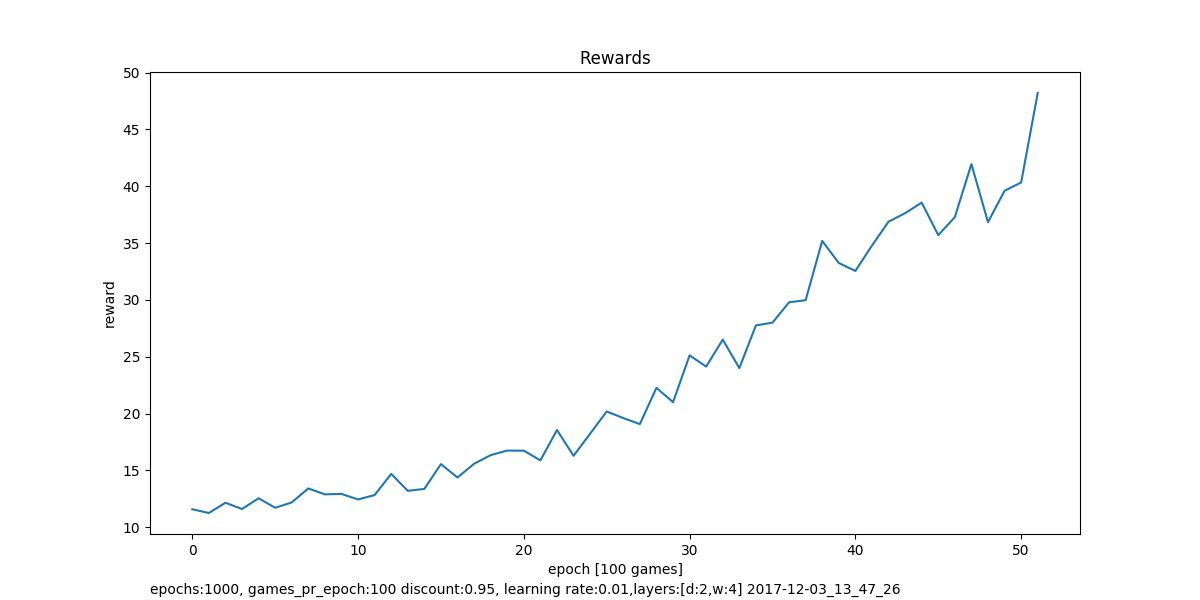 Rewards
50
45
40
35
30
25
20
15
10
reward
0 10 20 30 40 50
epoch [100 games]
epochs:1000, games_pr_epoch:100 discount:0.95, learning rate:0.01,layers:[d:2,w:4] 2017-12-03_13_47_26